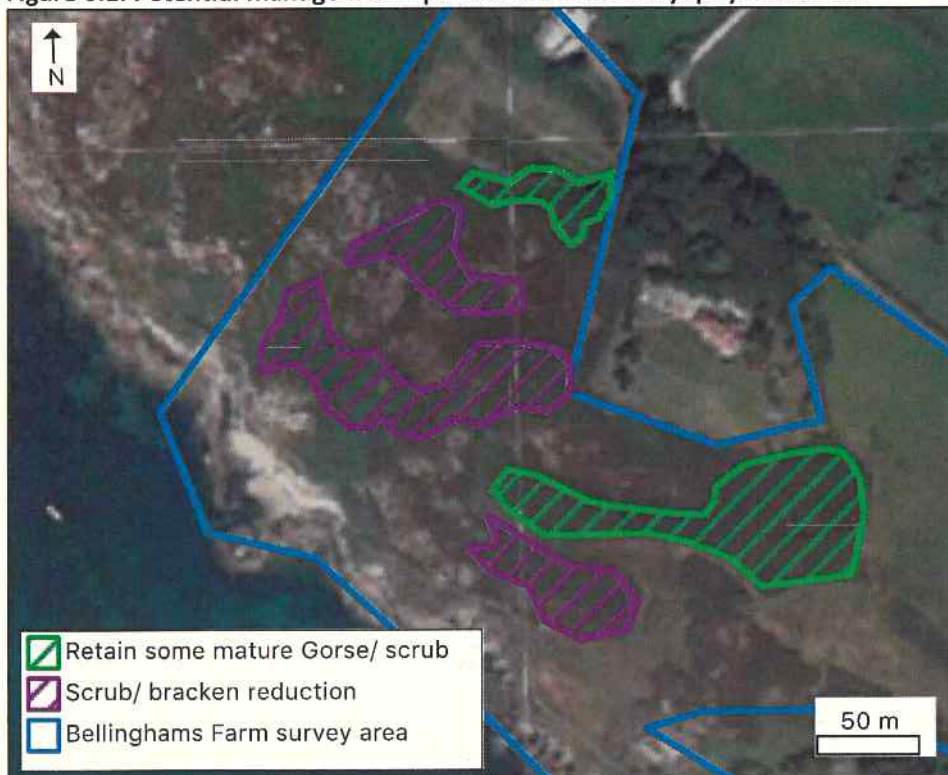 N
Retain some mature Gorse/ scrub
Scrub/ bracken reduction
Bellinghams Farm survey area
50 m